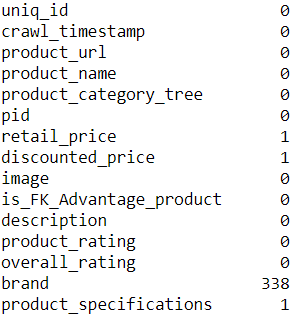 uniq_id 0
crawl_timestamp 0
product_url 0
product_name 0
product_category_tree 0
pid 0
retail_price 1
discounted_price 1
image 0
is_FK_Advantage_product 0
description 0
product_rating 0
overall_rating 0
brand 338
product_specifications 1